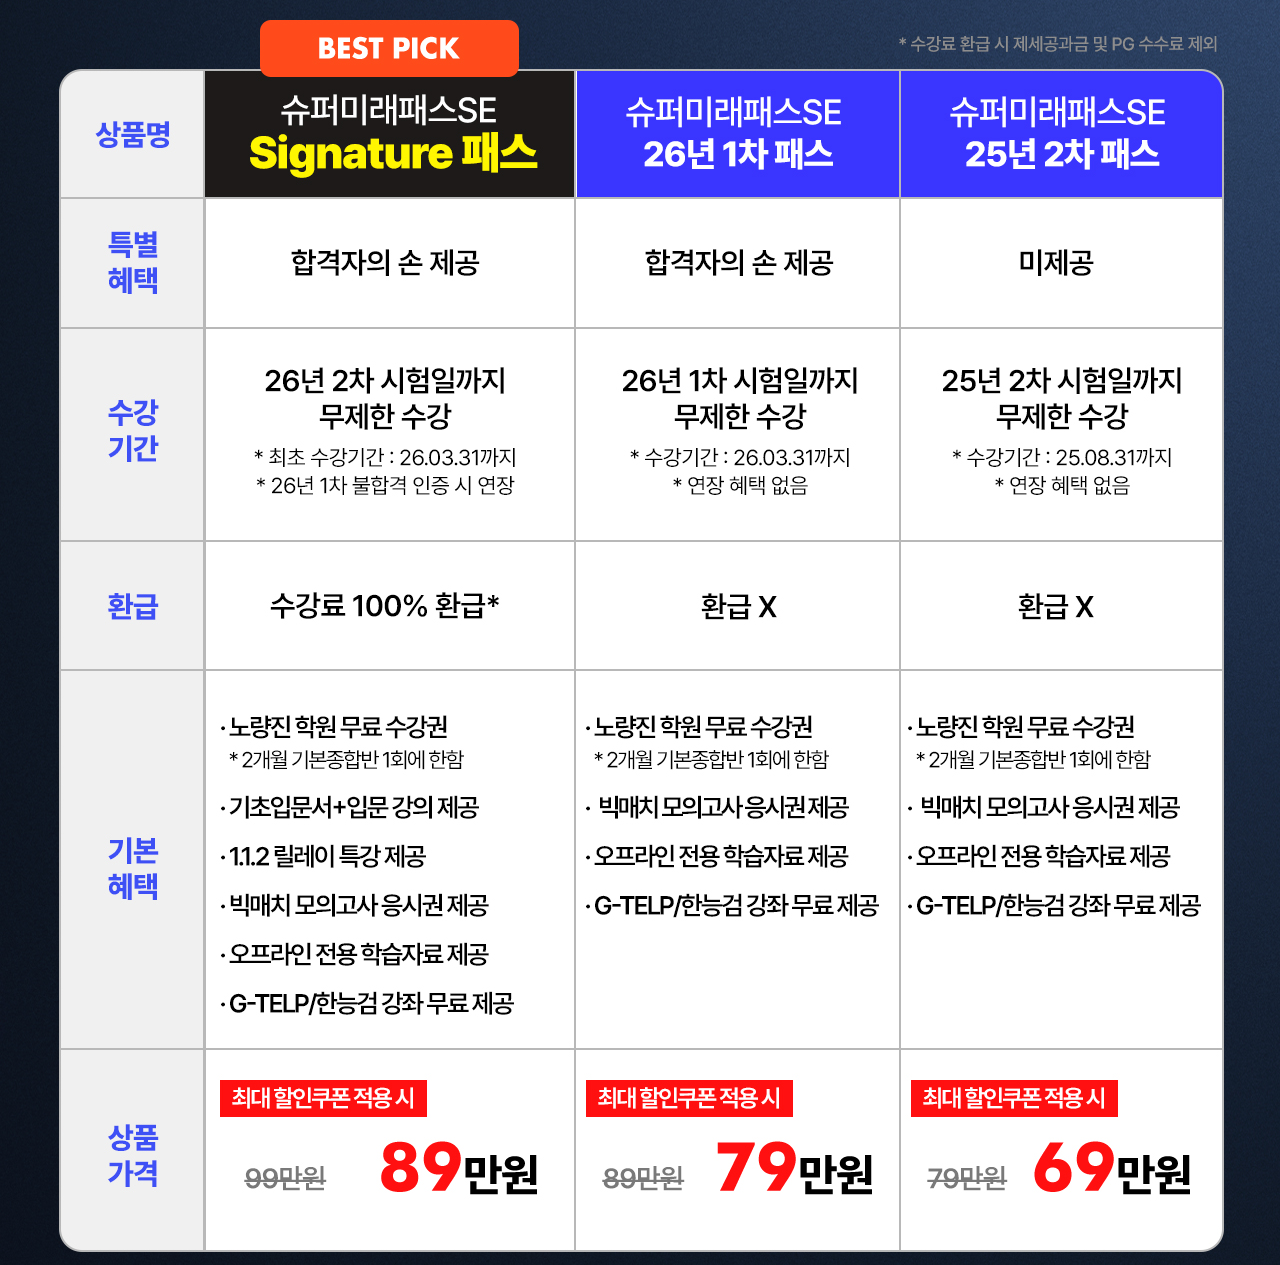 BEST PICK
* 수강료 환급 시 제세공과금 및 PG 수수료 제외
상품명
슈퍼미래패스SE
Signature 패스
슈퍼미래패스SE
26년 1차 패스
슈퍼미래패스SE
25년 2차 패스
특별
혜택
합격자의 손 제공
합격자의 손 제공
미제공
수강
기간
26년 2차 시험일까지
무제한 수강
* 최초 수강기간 : 26.03.31까지
* 26년 1차 불합격 인증 시 연장
26년 1차 시험일까지
무제한 수강
* 수강기간 : 26.03.31까지
* 연장 혜택 없음
25년 2차 시험일까지
무제한 수강
* 수강기간 : 25.08.31까지
* 연장 혜택 없음
환급
수강료 100% 환급*
환급 X
환급 X
기본
혜택
· 노량진 학원 무료 수강권
* 2개월 기본종합반 1회에 한함
· 기초입문서+입문 강의 제공
· 1.1.2 릴레이 특강 제공
· 빅매치 모의고사 응시권 제공
· 오프라인 전용 학습자료 제공
· G-TELP/한능검 강좌 무료 제공
· 노량진 학원 무료 수강권
* 2개월 기본종합반 1회에 한함
· 빅매치 모의고사 응시권 제공
· 오프라인 전용 학습자료 제공
· G-TELP/한능검 강좌 무료 제공
· 노량진 학원 무료 수강권
* 2개월 기본종합반 1회에 한함
· 빅매치 모의고사 응시권 제공
· 오프라인 전용 학습자료 제공
· G-TELP/한능검 강좌 무료 제공
상품
가격
최대 할인쿠폰 적용 시
99만원 89만원
최대 할인쿠폰 적용 시
89만원 79만원
최대 할인쿠폰 적용 시
79만원 69만원